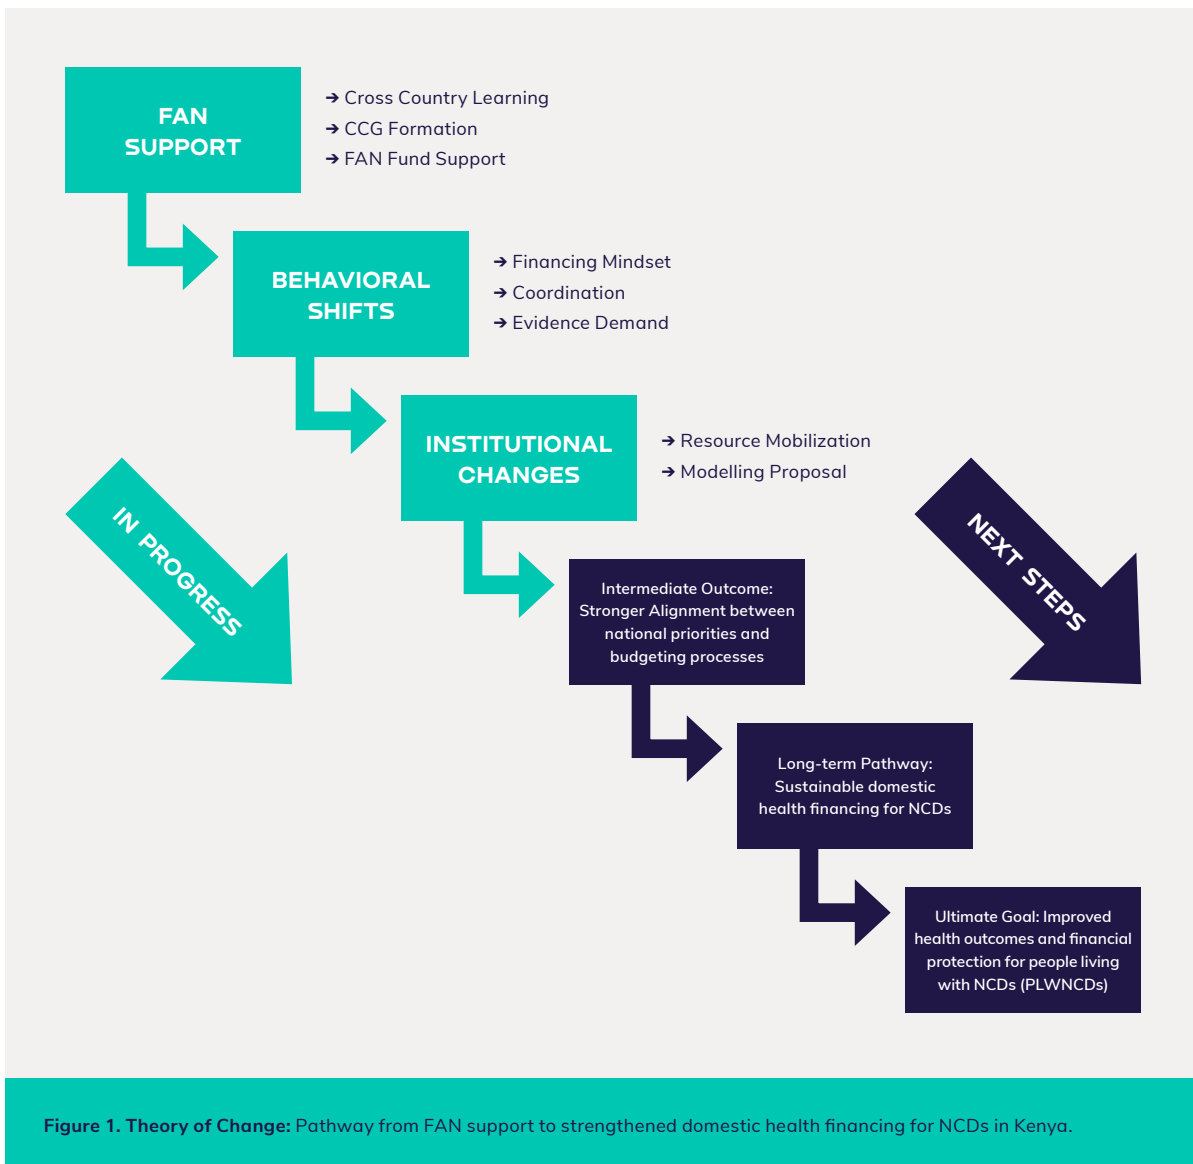 FAN
SUPPORT
➔ Cross Country Learning
➔ CCG Formation
➔ FAN Fund Support
BEHAVIORAL
SHIFTS
➔ Financing Mindset
➔ Coordination
➔ Evidence Demand
INSTITUTIONAL
CHANGES
➔ Resource Mobilization
➔ Modelling Proposal
IN PROGRESS
NEXT STEPS
Intermediate Outcome:
Stronger Alignment between
national priorities and
budgeting processes
Long-term Pathway:
Sustainable domestic
health financing for NCDs
Ultimate Goal: Improved
health outcomes and financial
protection for people living
with NCDs (PLWNCDs)
Figure 1. Theory of Change: Pathway from FAN support to strengthened domestic health financing for NCDs in Kenya.